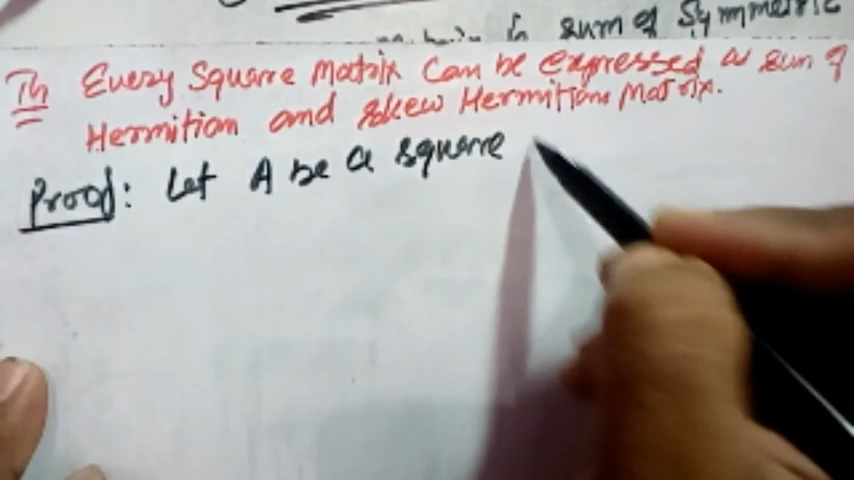 sum of Symmetric
Th Every Square Matrix Can be expressed as sum of
Hermition and skew Hermitian Matrix.
Proof: Let A be a square